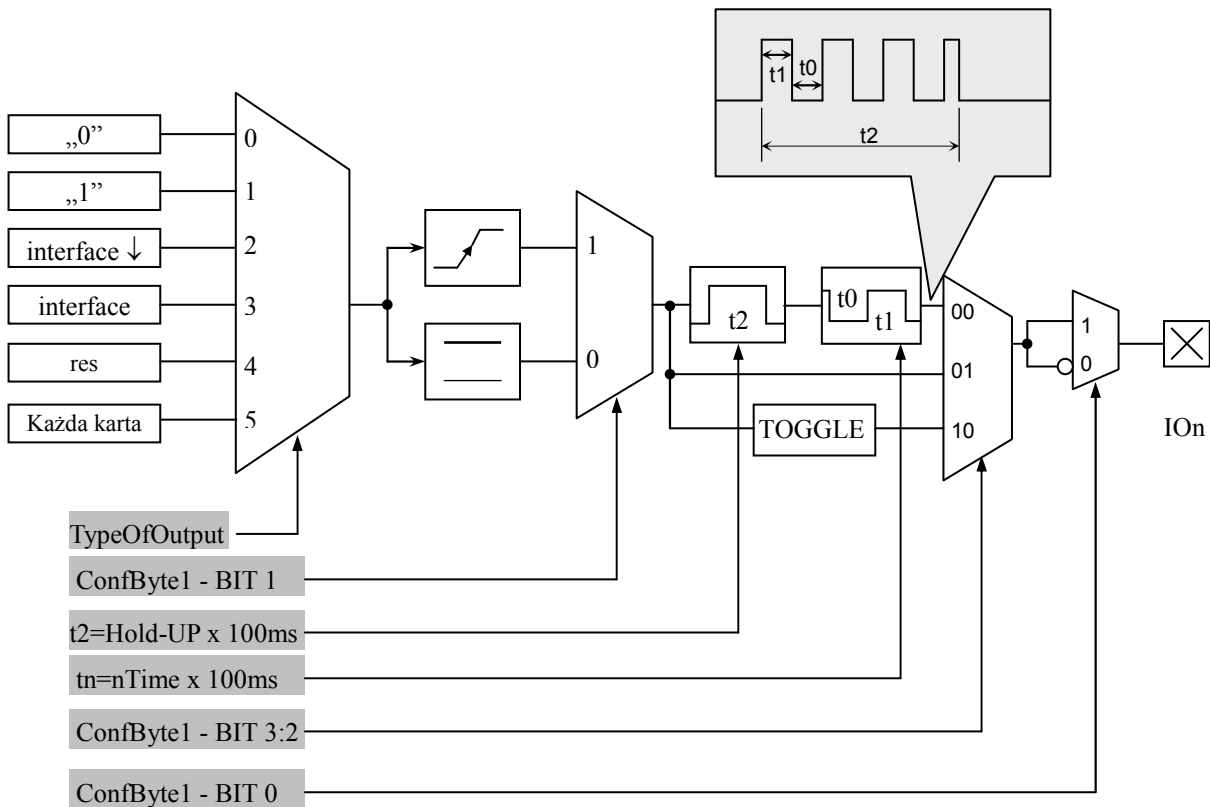 t1
t0
t2
„0”
0
„1”
1
interface ↓
2
interface
3
res
4
Każda karta
5
1
0
t2
t0
t1
00
01
TOGGLE
10
1
0
IOn
TypeOfOutput
ConfByte1 - BIT 1
t2=Hold-UP x 100ms
tn=nTime x 100ms
ConfByte1 - BIT 3:2
ConfByte1 - BIT 0